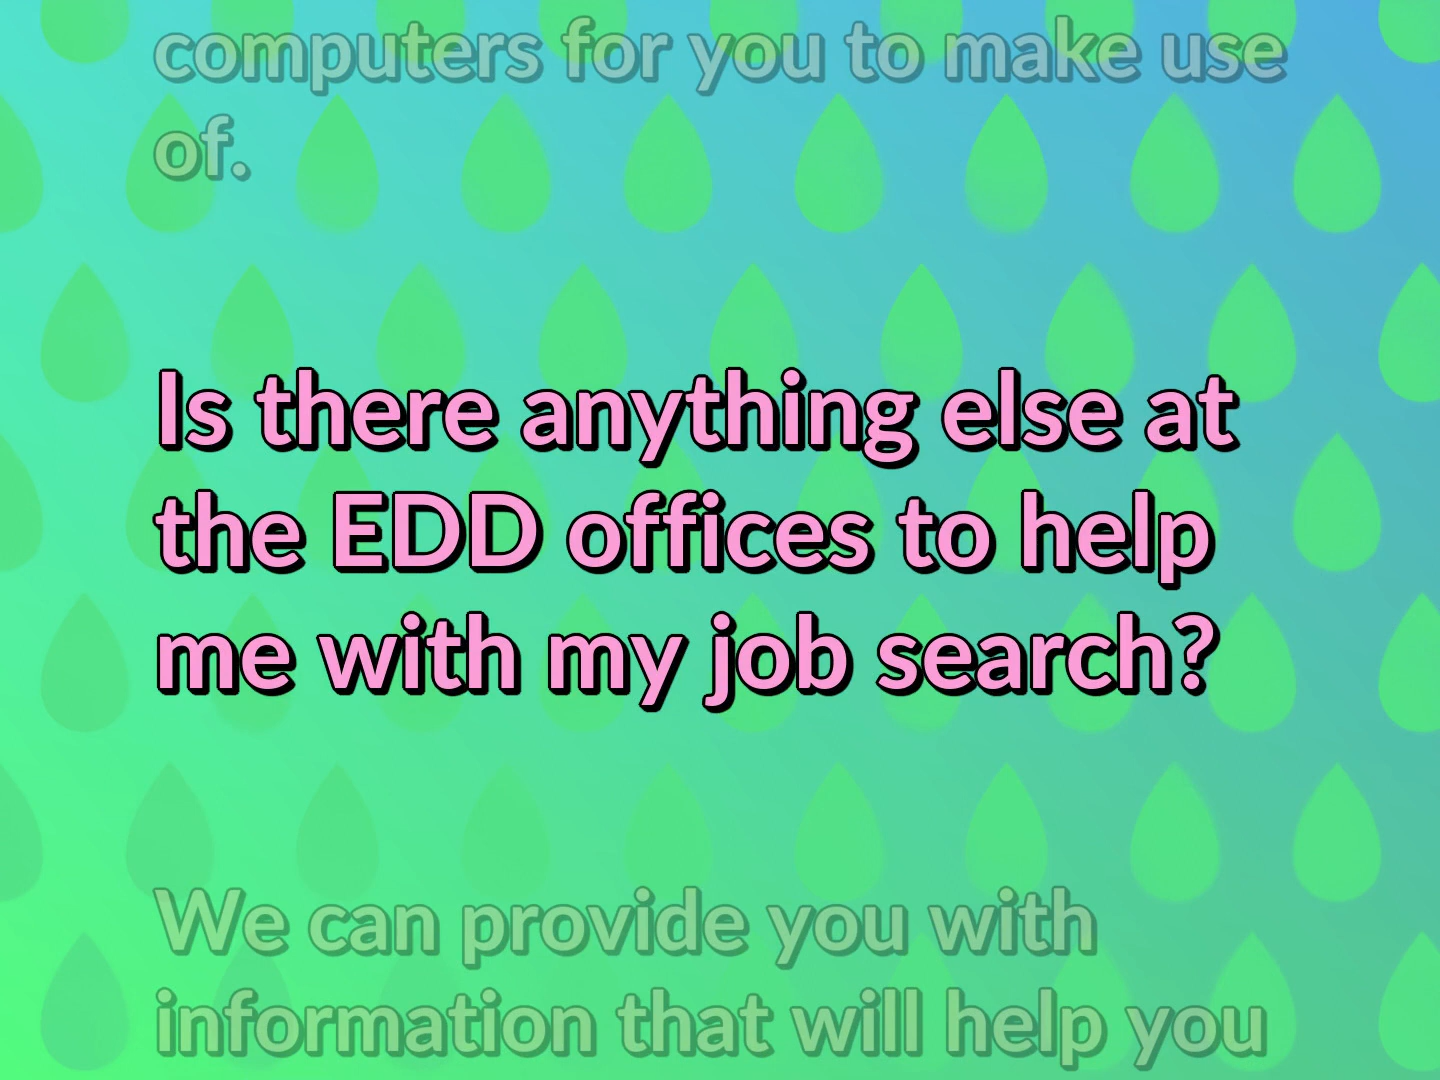 computers for you to make use
of.
Is there anything else at
the EDD offices to help
me with my job search?
We can provide you with
information that will help you